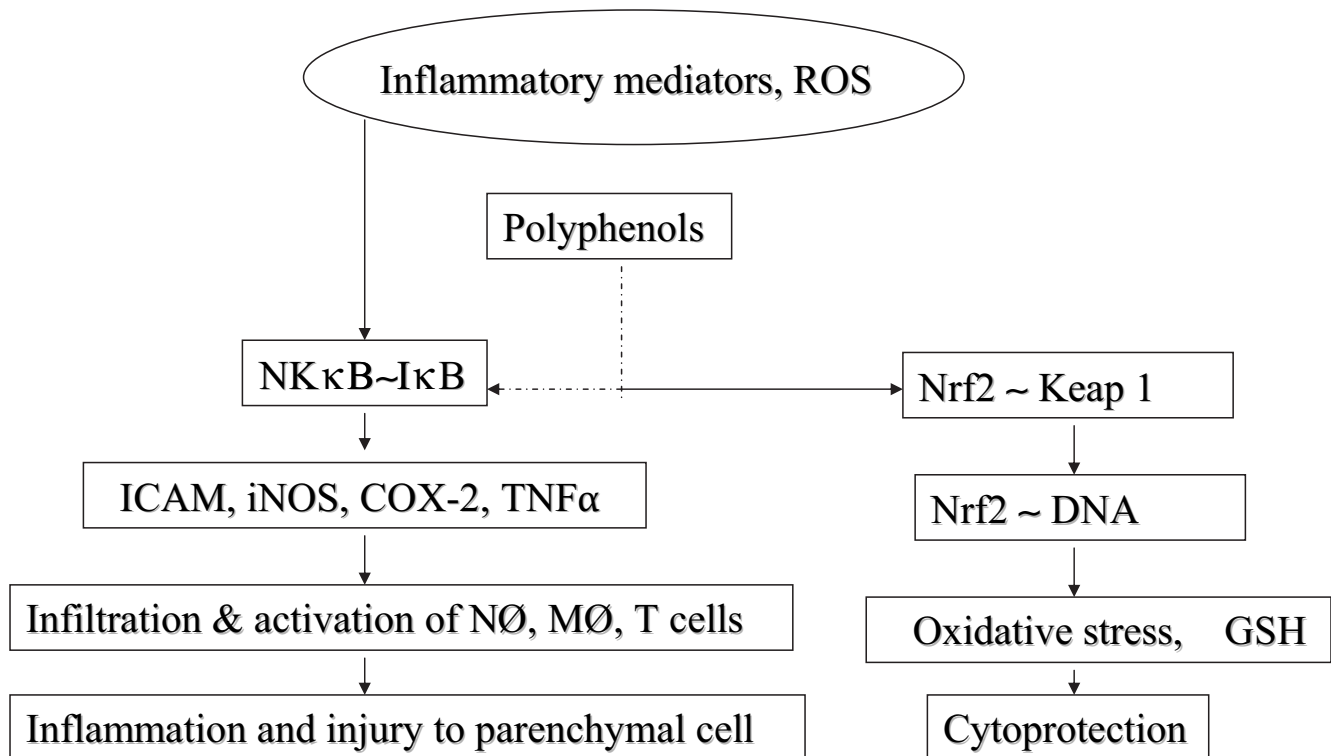 Inflammatory mediators, ROS
Polyphenols
NKκB~IκB
Nrf2 ~ Keap 1
ICAM, iNOS, COX-2, TNFα
Nrf2 ~ DNA
Infiltration & activation of NØ, MØ, T cells
Oxidative stress, GSH
Inflammation and injury to parenchymal cell
Cytoprotection